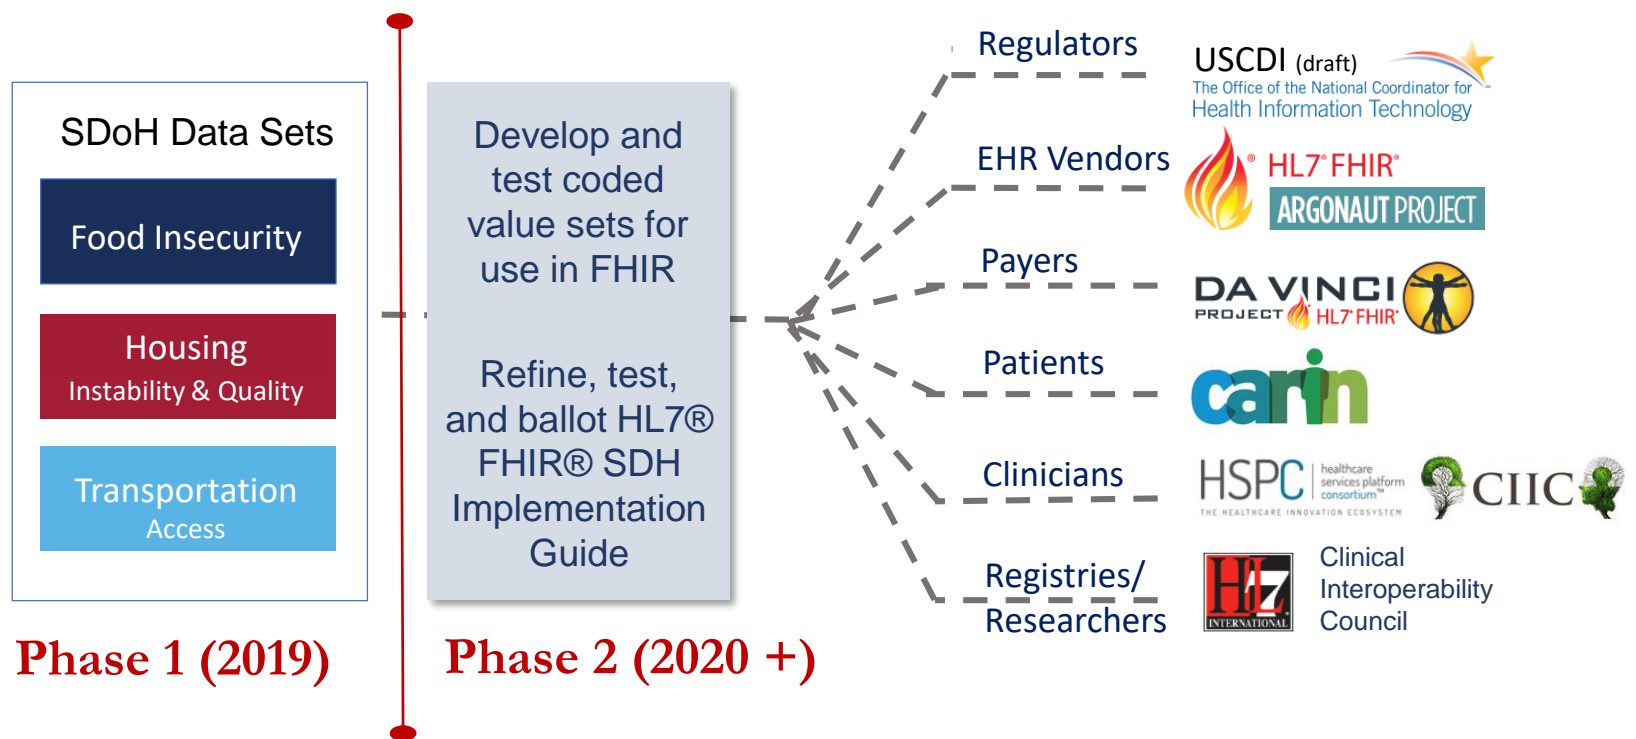 SDoH Data Sets
Food Insecurity
Housing
Instability & Quality
Transportation
Access
Phase 1 (2019)
Develop and
test coded
value sets for
use in FHIR
Refine, test,
and ballot HL7®
FHIR® SDH
Implementation
Guide
Phase 2 (2020 +)
Regulators
USCDI (draft)
The Office of the National Coordinator for
Health Information Technology
EHR Vendors
HL7® FHIR®
ARGONAUT PROJECT
Payers
DA VINCI
PROJECT HL7® FHIR®
Patients
carin
Clinicians
HSPC healthcare
services platform
consortium™
THE HEALTHCARE INNOVATION ECOSYSTEM
CIIC
Registries/
Researchers
HL7
INTERNATIONAL
Clinical
Interoperability
Council